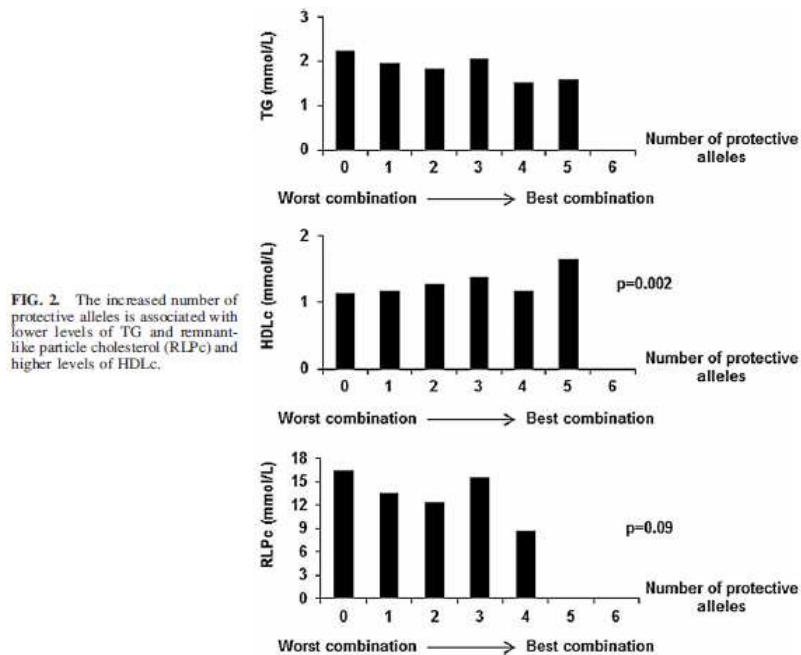 3
2
1
0
TG (mmol/L)
0 1 2 3 4 5 6
Number of protective
alleles
Worst combination Best combination
2
1
0
HDLc (mmol/L)
p=0.002
0 1 2 3 4 5 6
Number of protective
alleles
Worst combination Best combination
FIG. 2. The increased number of
protective alleles is associated with
lower levels of TG and remnant-
like particle cholesterol (RLPc) and
higher levels of HDLc.
18
15
12
9
6
3
0
RLPc (mmol/L)
p=0.09
0 1 2 3 4 5 6
Number of protective
alleles
Worst combination Best combination